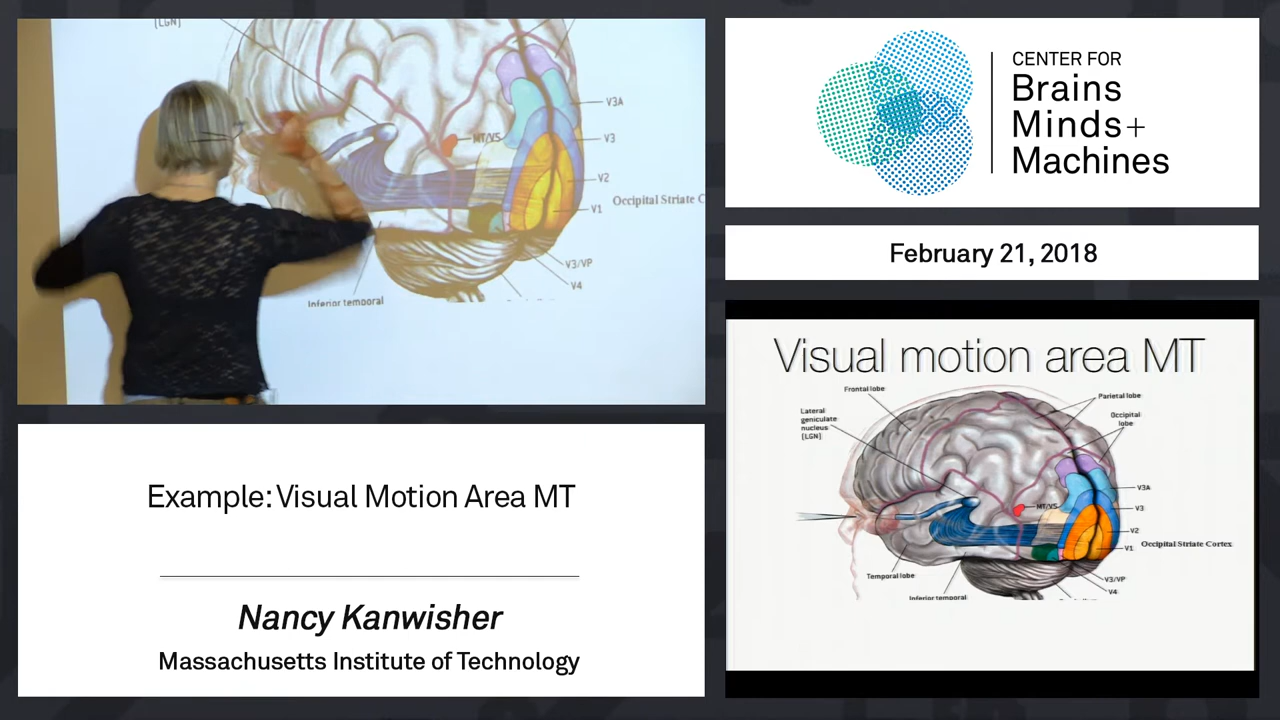 [LGN]
V3A
MT/V5
V3
V2
Occipital Striate C
V1
V3/VP
V4
Inferior temporal
CENTER FOR
Brains
Minds+
Machines
February 21, 2018
Example: Visual Motion Area MT
Nancy Kanwisher
Massachusetts Institute of Technology
Visual motion area MT
Frontal lobe
Parietal lobe
Lateral
geniculate
nucleus
[LGN]
Occipital
lobe
V3A
MT/V5
V3
V2
Occipital Striate Cortex
V1
Temporal lobe
V3/VP
V4
Inferior temporal